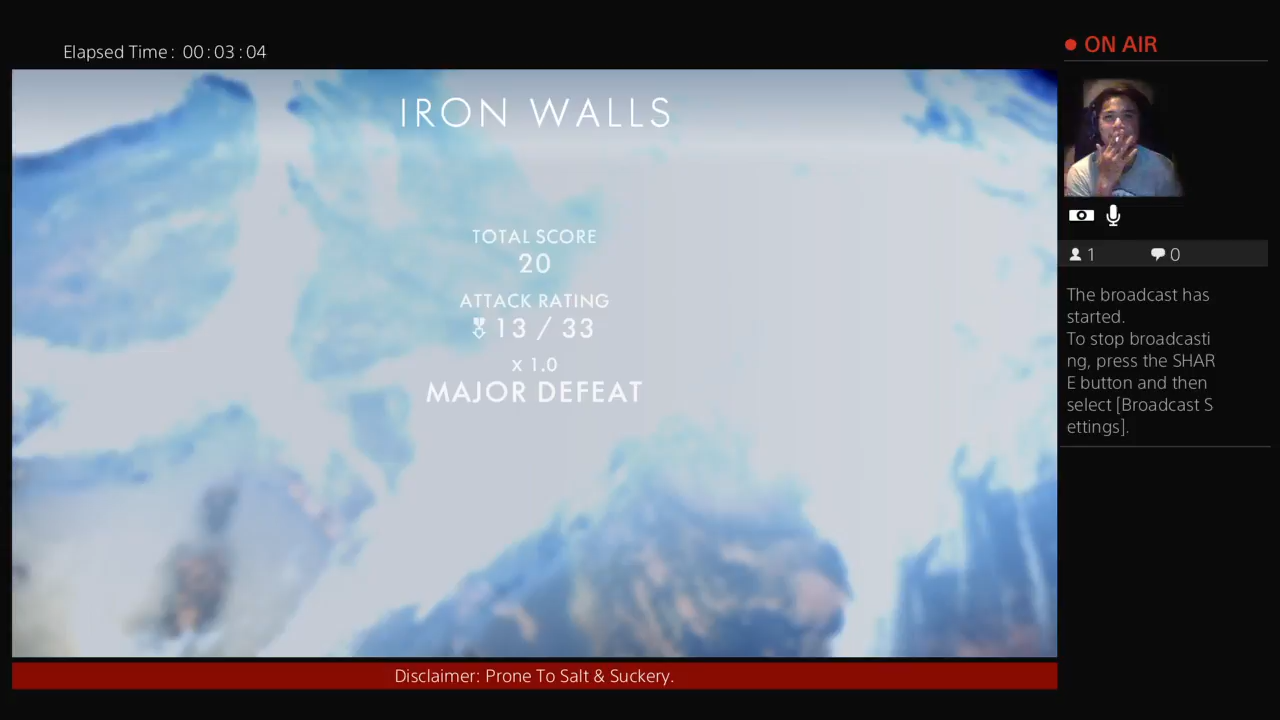 Elapsed Time: 00:03:04
ON AIR
IRON WALLS
TOTAL SCORE
20
ATTACK RATING
13 / 33
x 1.0
MAJOR DEFEAT
1 0
The broadcast has
started.
To stop broadcasti
ng, press the SHAR
E button and then
select [Broadcast S
ettings].
Disclaimer: Prone To Salt & Suckery.